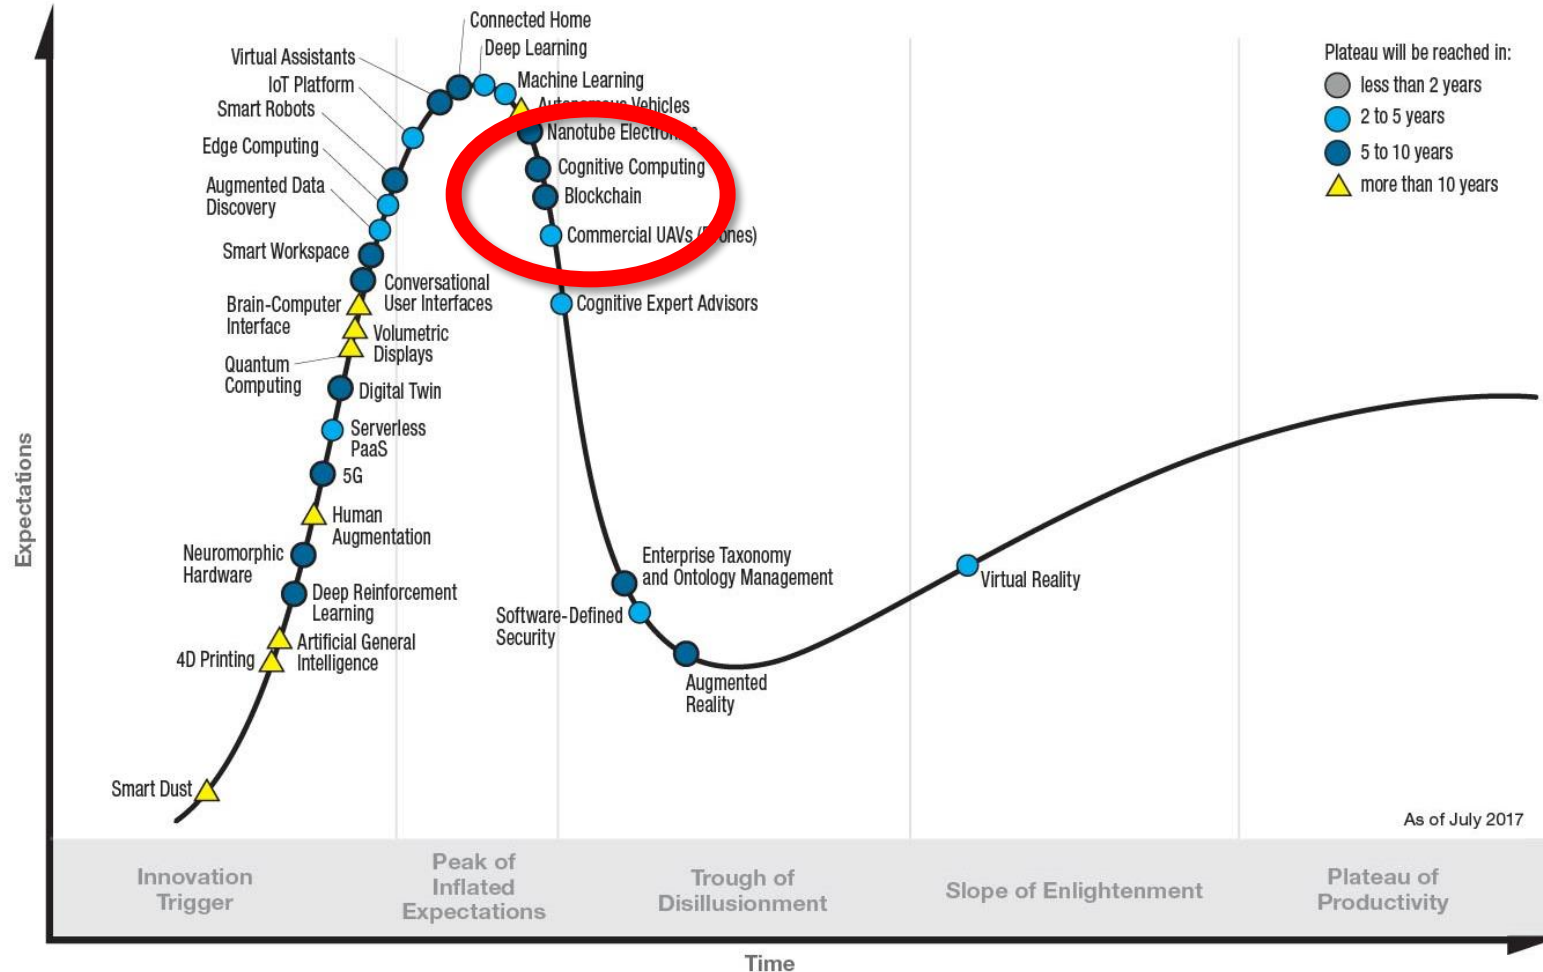 Connected Home
Deep Learning
Virtual Assistants
Machine Learning
IoT Platform
Autonomous Vehicles
Smart Robots
Nanotube Electronics
Edge Computing
Cognitive Computing
Augmented Data
Discovery
Blockchain
Commercial UAVs (Drones)
Smart Workspace
Conversational
User Interfaces
Brain-Computer
Interface
Cognitive Expert Advisors
Volumetric
Displays
Quantum
Computing
Digital Twin
Serverless
PaaS
5G
Human
Augmentation
Neuromorphic
Hardware
Deep Reinforcement
Learning
Artificial General
Intelligence
4D Printing
Smart Dust
Enterprise Taxonomy
and Ontology Management
Software-Defined
Security
Augmented
Reality
Virtual Reality
Plateau will be reached in:
less than 2 years
2 to 5 years
5 to 10 years
more than 10 years
As of July 2017
Expectations
Innovation
Trigger
Peak of
Inflated
Expectations
Trough of
Disillusionment
Slope of Enlightenment
Plateau of
Productivity
Time